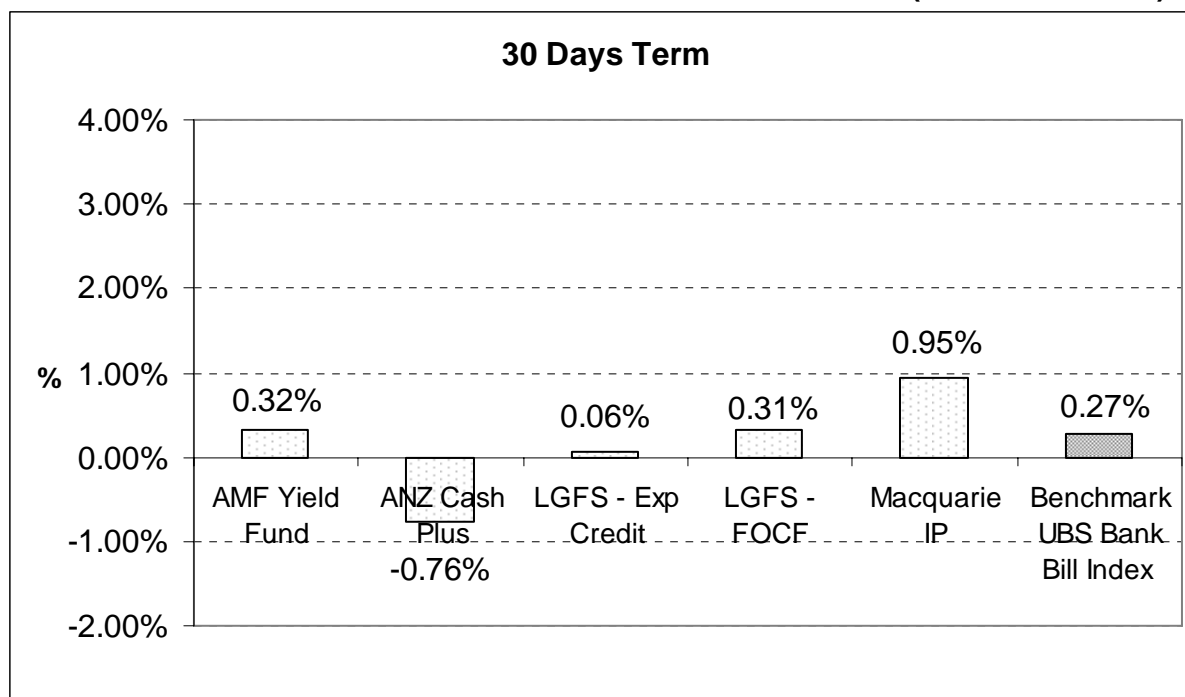 30 Days Term
4.00%
3.00%
2.00%
1.00%
0.00%
-1.00%
-2.00%
%
0.32%
-0.76%
0.06%
0.31%
0.95%
0.27%
AMF Yield
Fund
ANZ Cash
Plus
LGFS - Exp
Credit
LGFS -
FOCF
Macquarie
IP
Benchmark
UBS Bank
Bill Index